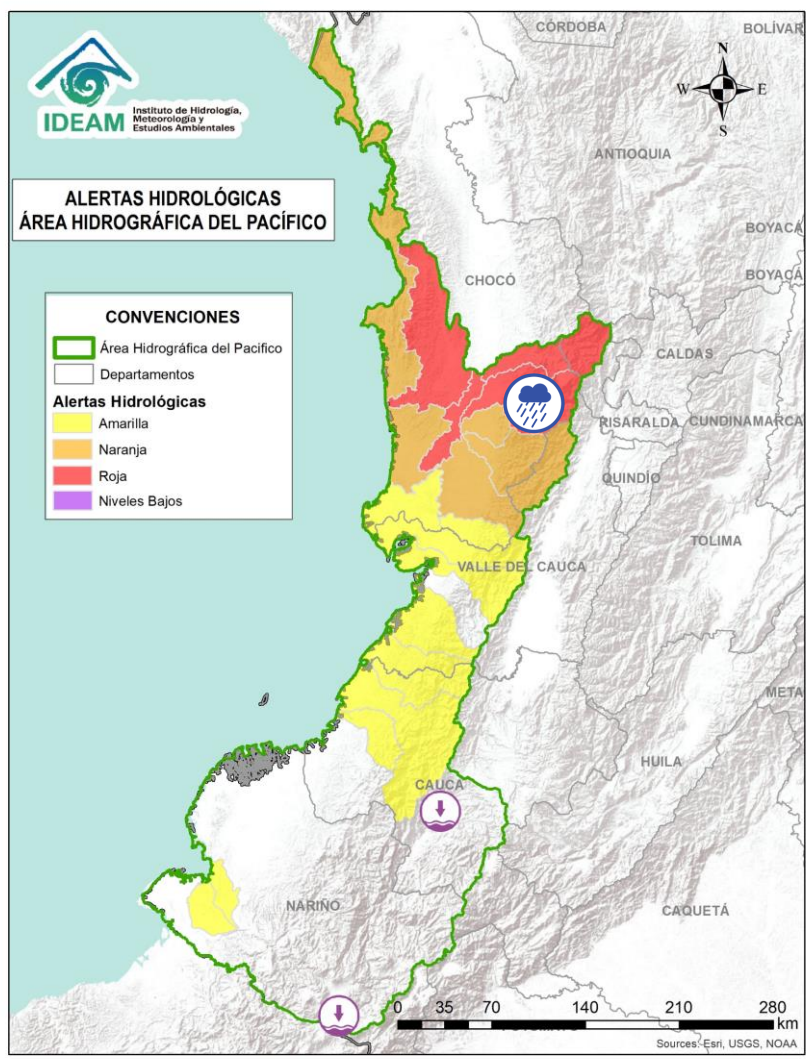 IDEAM
Instituto de Hidrología,
Meteorología y
Estudios Ambientales
ALERTAS HIDROLÓGICAS
ÁREA HIDROGRÁFICA DEL PACÍFICO
CONVENCIONES
Área Hidrográfica del Pacifico
Departamentos
Alertas Hidrológicas
Amarilla
Naranja
Roja
Niveles Bajos
N
W
E
S
CÓRDOBA
BOLÍVAR
ANTIOQUIA
BOYACÁ
BOYACÁ
CHOCÓ
CALDAS
RISARALDA
CUNDINAMARCA
QUINDÍO
TOLIMA
VALLE DEL CAUCA
META
HUILA
CAUCA
NARIÑO
CAQUETÁ
0 35 70 140 210 280
km
Sources: Esri, USGS, NOAA